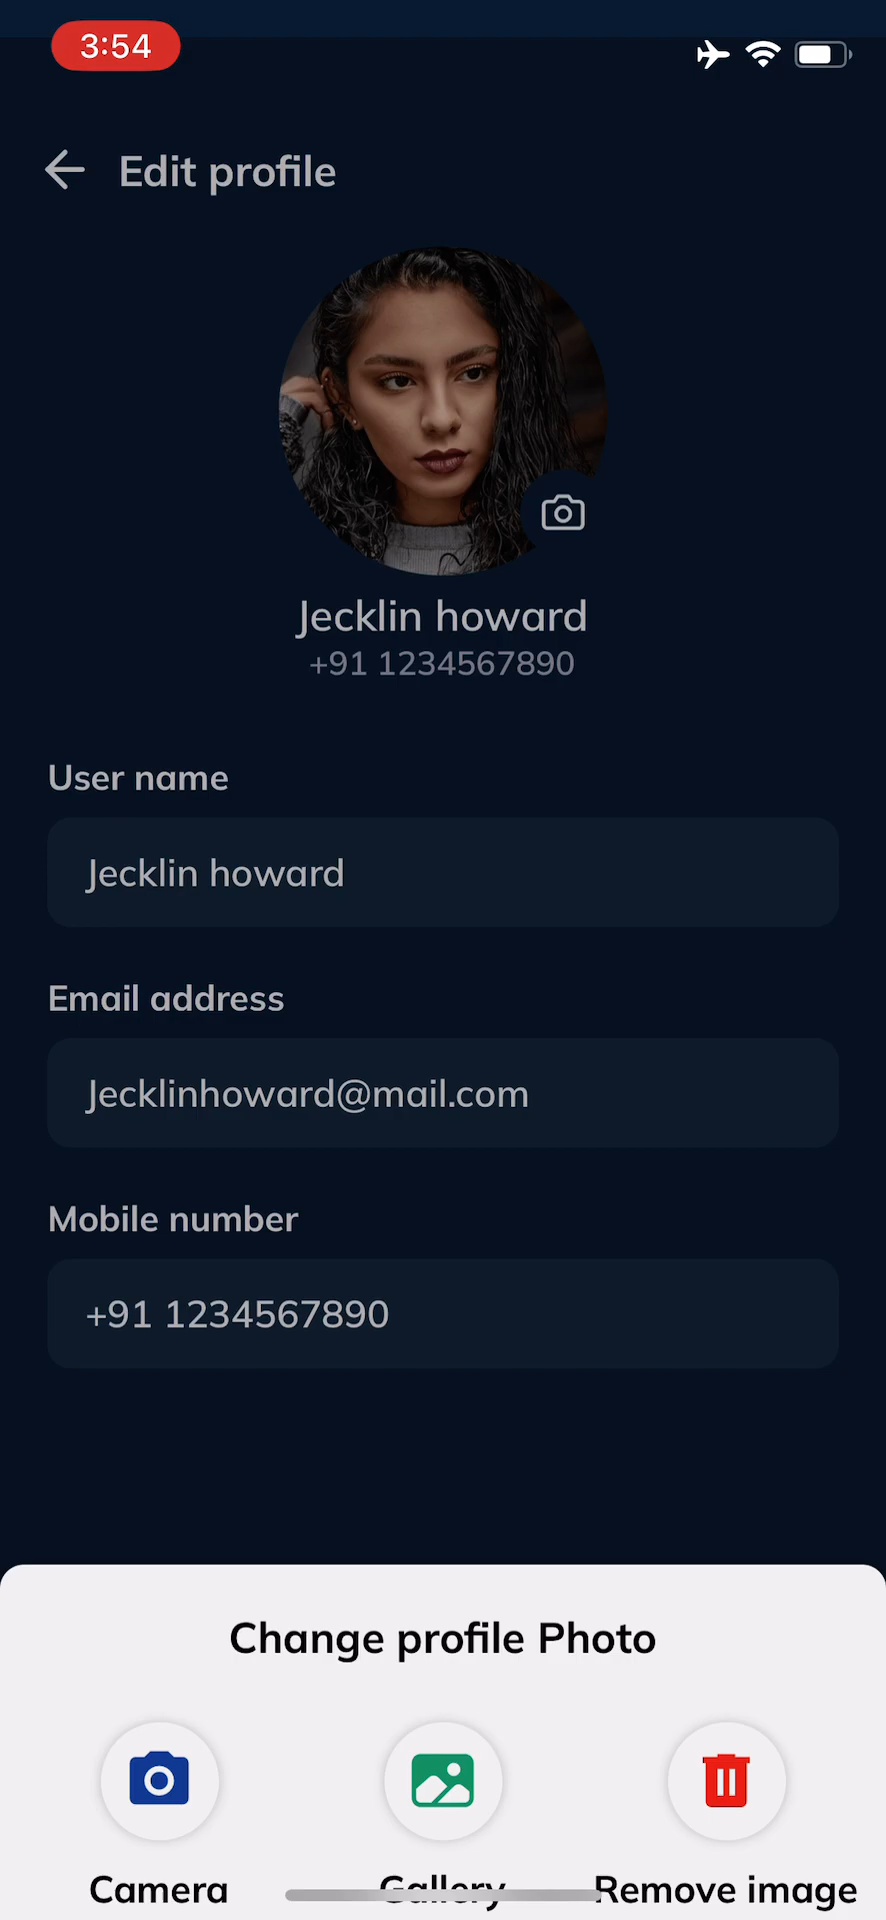 3:54
Edit profile
Jecklin howard
+91 1234567890
User name
Jecklin howard
Email address
Jecklinhoward@mail.com
Mobile number
+91 1234567890
Change profile Photo
Camera
Gallery
Remove image